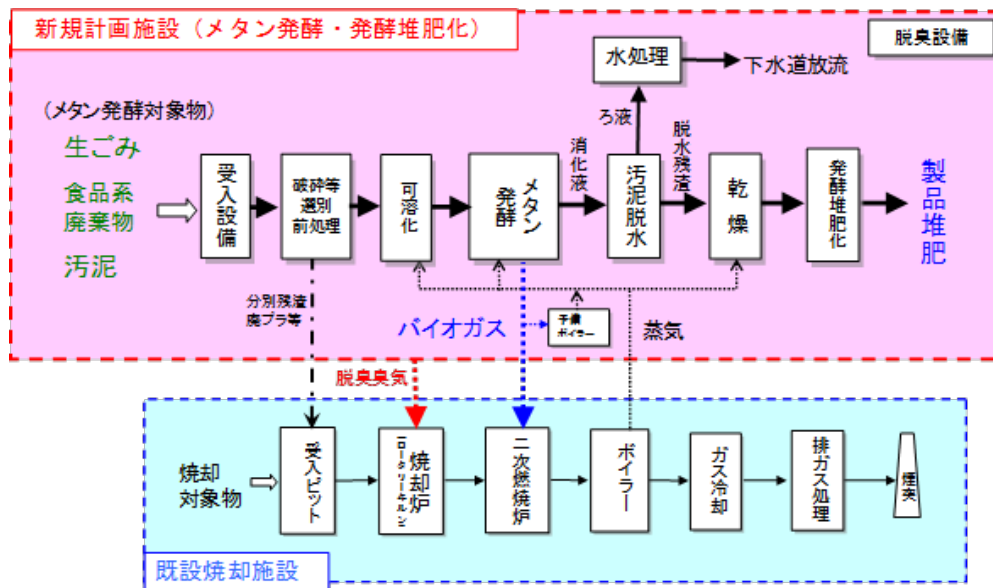 新規計画施設（メタン発酵・発酵堆肥化）
脱臭設備
水処理
下水道放流
（メタン発酵対象物）
生ごみ
食品系
廃棄物
汚泥
受入設備
破砕等
選別
前処理
可溶化
メタン
発酵
消化液
ろ液
汚泥脱水
脱水残渣
乾燥
発酵堆肥化
製品堆肥
分別残渣
廃プラ等
バイオガス
予備
ボイラー
蒸気
脱臭臭気
焼却
対象物
受入ピット
焼却炉
（ロータリーキルン）
二次燃焼炉
ボイラー
ガス冷却
排ガス処理
煙突
既設焼却施設